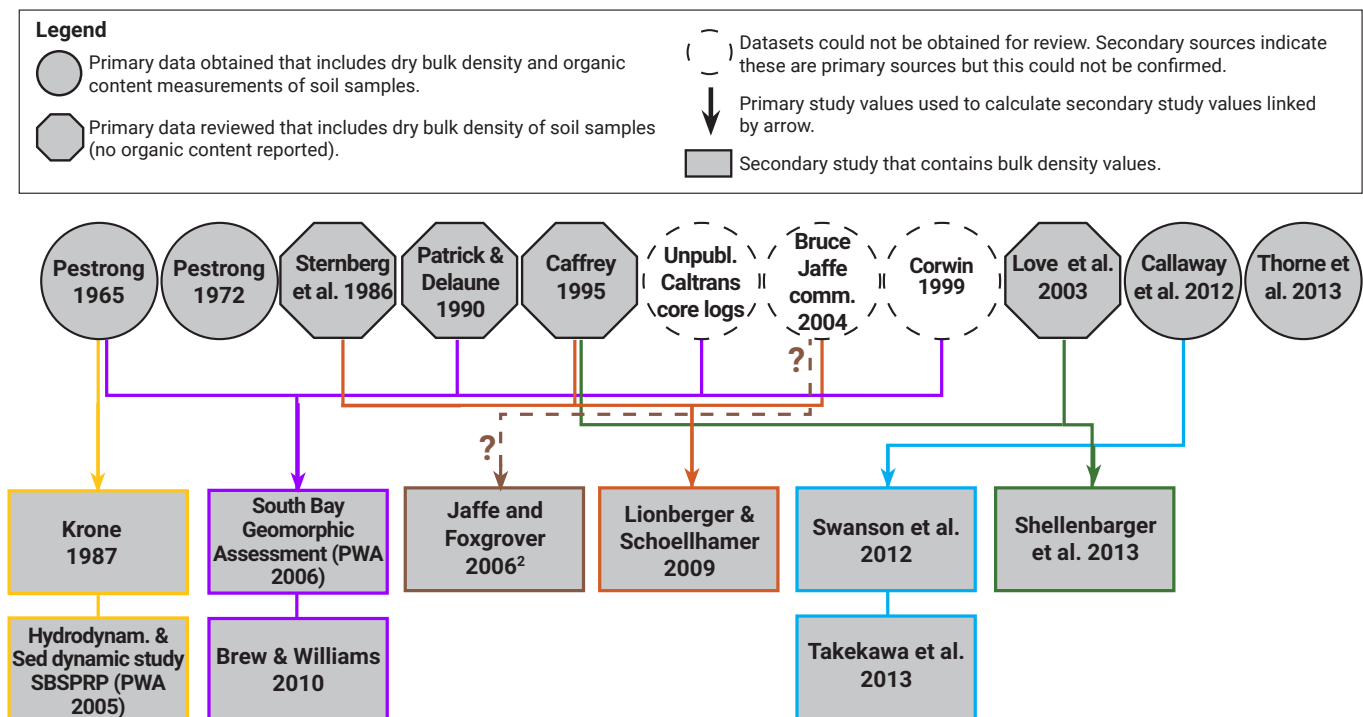 Legend
Primary data obtained that includes dry bulk density and organic
content measurements of soil samples.
Primary data reviewed that includes dry bulk density of soil samples
(no organic content reported).
Datasets could not be obtained for review. Secondary sources indicate
these are primary sources but this could not be confirmed.
Primary study values used to calculate secondary study values linked
by arrow.
Secondary study that contains bulk density values.
Pestrong
1965
Pestrong
1972
Sternberg
et al. 1986
Patrick &
Delaune
1990
Caffrey
1995
Unpubl.
Caltrans
core logs
Bruce
Jaffe
comm.
2004
Corwin
1999
Love et al.
2003
Callaway
et al. 2012
Thorne et
al. 2013
?
?
Krone
1987
South Bay
Geomorphic
Assessment (PWA
2006)
Jaffe and
Foxgrover
2006²
Lionberger &
Schoellhamer
2009
Swanson et al.
2012
Shellenbarger
et al. 2013
Hydrodynam. &
Sed dynamic study
SBSPRP (PWA
2005)
Brew & Williams
2010
Takekawa et al.
2013